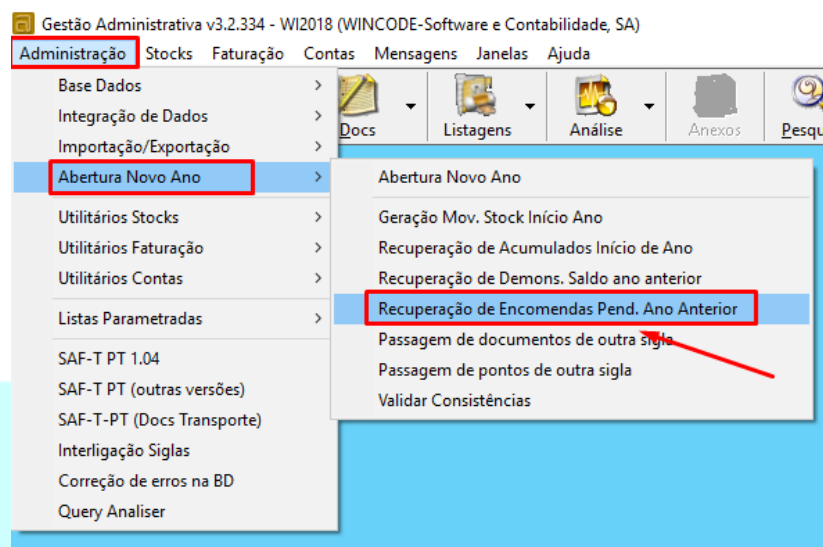 Gestão Administrativa v3.2.334 - WI2018 (WINCODE-Software e Contabilidade, SA)
Administração Stocks Faturação Contas Mensagens Janelas Ajuda
Docs Listagens Análise Anexos Pesqu
Base Dados
Integração de Dados
Importação/Exportação
Abertura Novo Ano
Utilitários Stocks
Utilitários Faturação
Utilitários Contas
Listas Parametradas
SAF-T PT 1.04
SAF-T PT (outras versões)
SAF-T-PT (Docs Transporte)
Interligação Siglas
Correção de erros na BD
Query Analiser
Abertura Novo Ano
Geração Mov. Stock Início Ano
Recuperação de Acumulados Início de Ano
Recuperação de Demons. Saldo ano anterior
Recuperação de Encomendas Pend. Ano Anterior
Passagem de documentos de outra sigla
Passagem de pontos de outra sigla
Validar Consistências